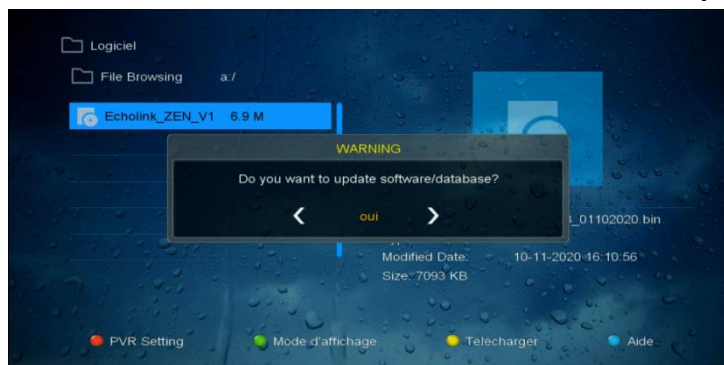 Logiciel
File Browsing a:/
Echolink_ZEN_V1 6.9 M
WARNING
Do you want to update software/database?
oui
_01102020.bin
Modified Date: 10-11-2020 16:10:56
Size: 7093 KB
PVR Setting Mode d'affichage Télécharger Aide